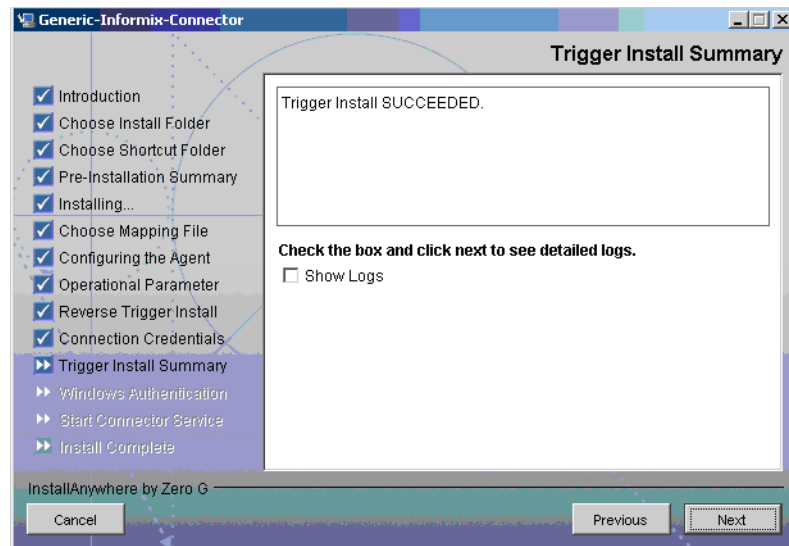 Generic-Informix-Connector
Trigger Install Summary
Introduction
Choose Install Folder
Choose Shortcut Folder
Pre-Installation Summary
Installing...
Choose Mapping File
Configuring the Agent
Operational Parameter
Reverse Trigger Install
Connection Credentials
Trigger Install Summary
Windows Authentication
Start Connector Service
Install Complete
Trigger Install SUCCEEDED.
Check the box and click next to see detailed logs.
Show Logs
InstallAnywhere by Zero G
Cancel
Previous
Next